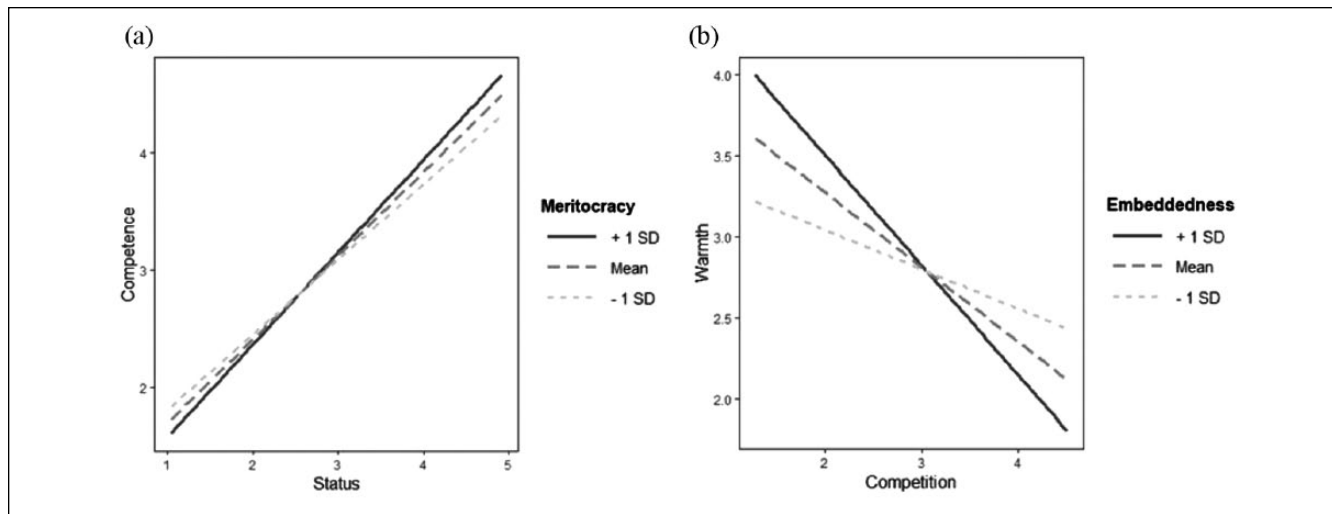 (a)
Competence
4
3
2
1 2 3 4 5
Status
Meritocracy
+ 1 SD
Mean
- 1 SD
(b)
Warmth
4.0
3.5
3.0
2.5
2.0
2 3 4
Competition
Embeddedness
+ 1 SD
Mean
- 1 SD